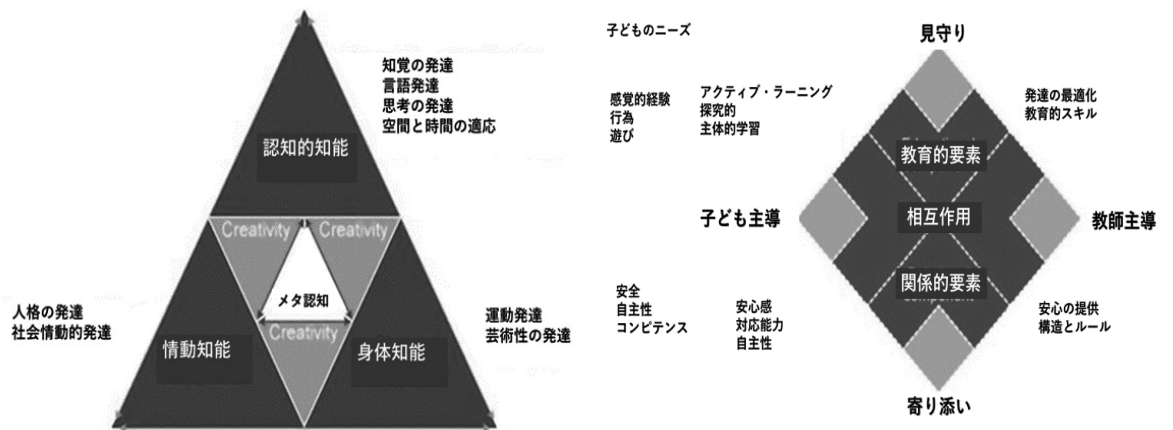 知覚の発達
言語発達
思考の発達
空間と時間の適応
認知的知能
Creativity
Creativity
メタ認知
Creativity
人格の発達
社会情動的発達
情動知能
身体知能
運動発達
芸術性の発達
子どものニーズ
見守り
感覚的経験
行為
遊び
アクティブ・ラーニング
探究的
主体的学習
発達の最適化
教育的スキル
教育的要素
子ども主導
相互作用
教師主導
関係的要素
安全
自主性
コンピテンス
安心感
対応能力
自主性
安心の提供
構造とルール
寄り添い